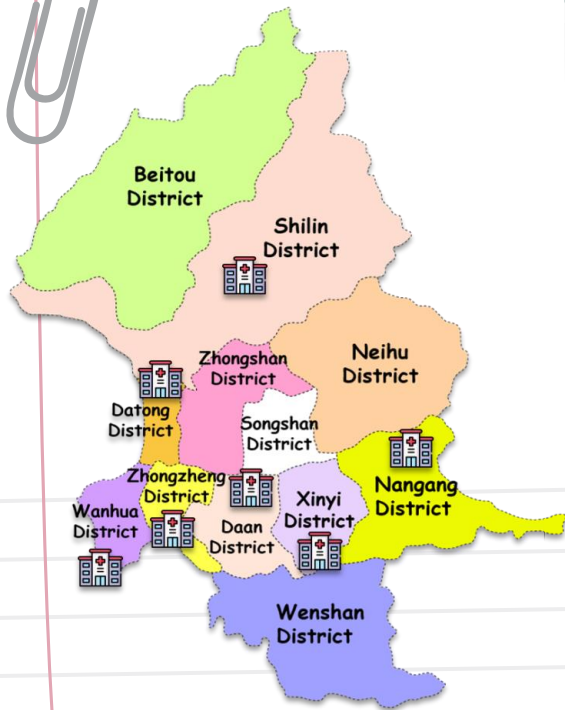 Beitou
District
Shilin
District
Zhongshan
District
Neihu
District
Datong
District
Songshan
District
Zhongzheng
District
Nangang
District
Wanhua
District
Xinyi
District
Daan
District
Wenshan
District